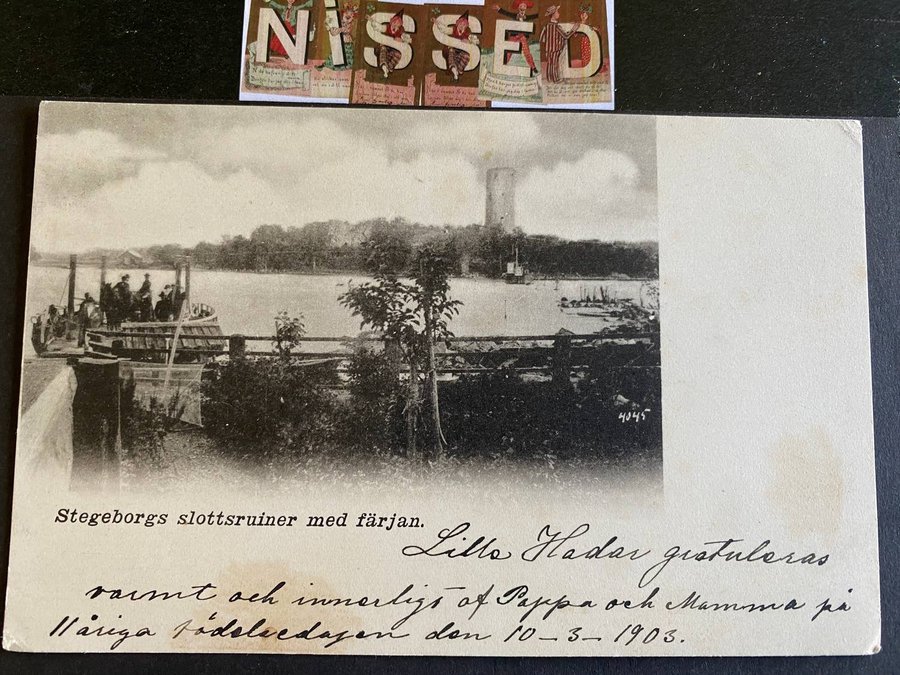 NiSSED
4045
Stegeborgs slottsruiner med färjan.
Lilla Hadar gratuleras
varmt och innerligt af Pappa och Mamma på
11åriga födelsedagen den 10-3-1903.